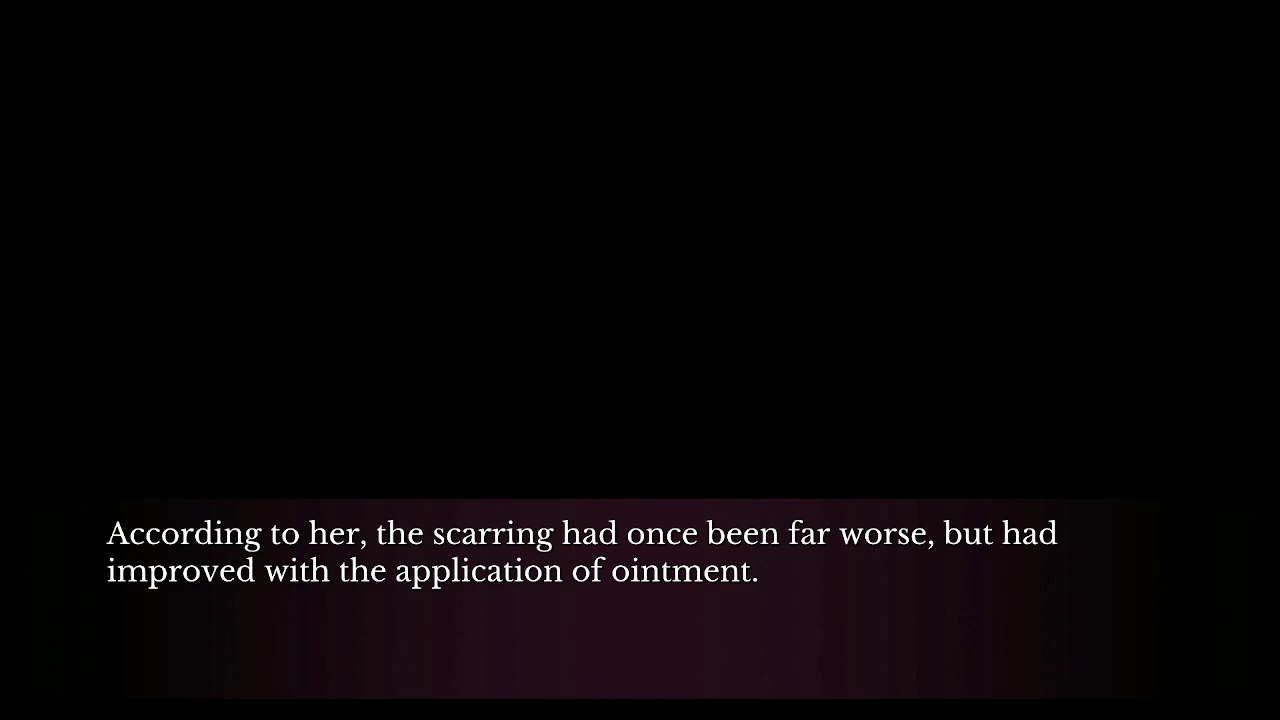 According to her, the scarring had once been far worse, but had
improved with the application of ointment.